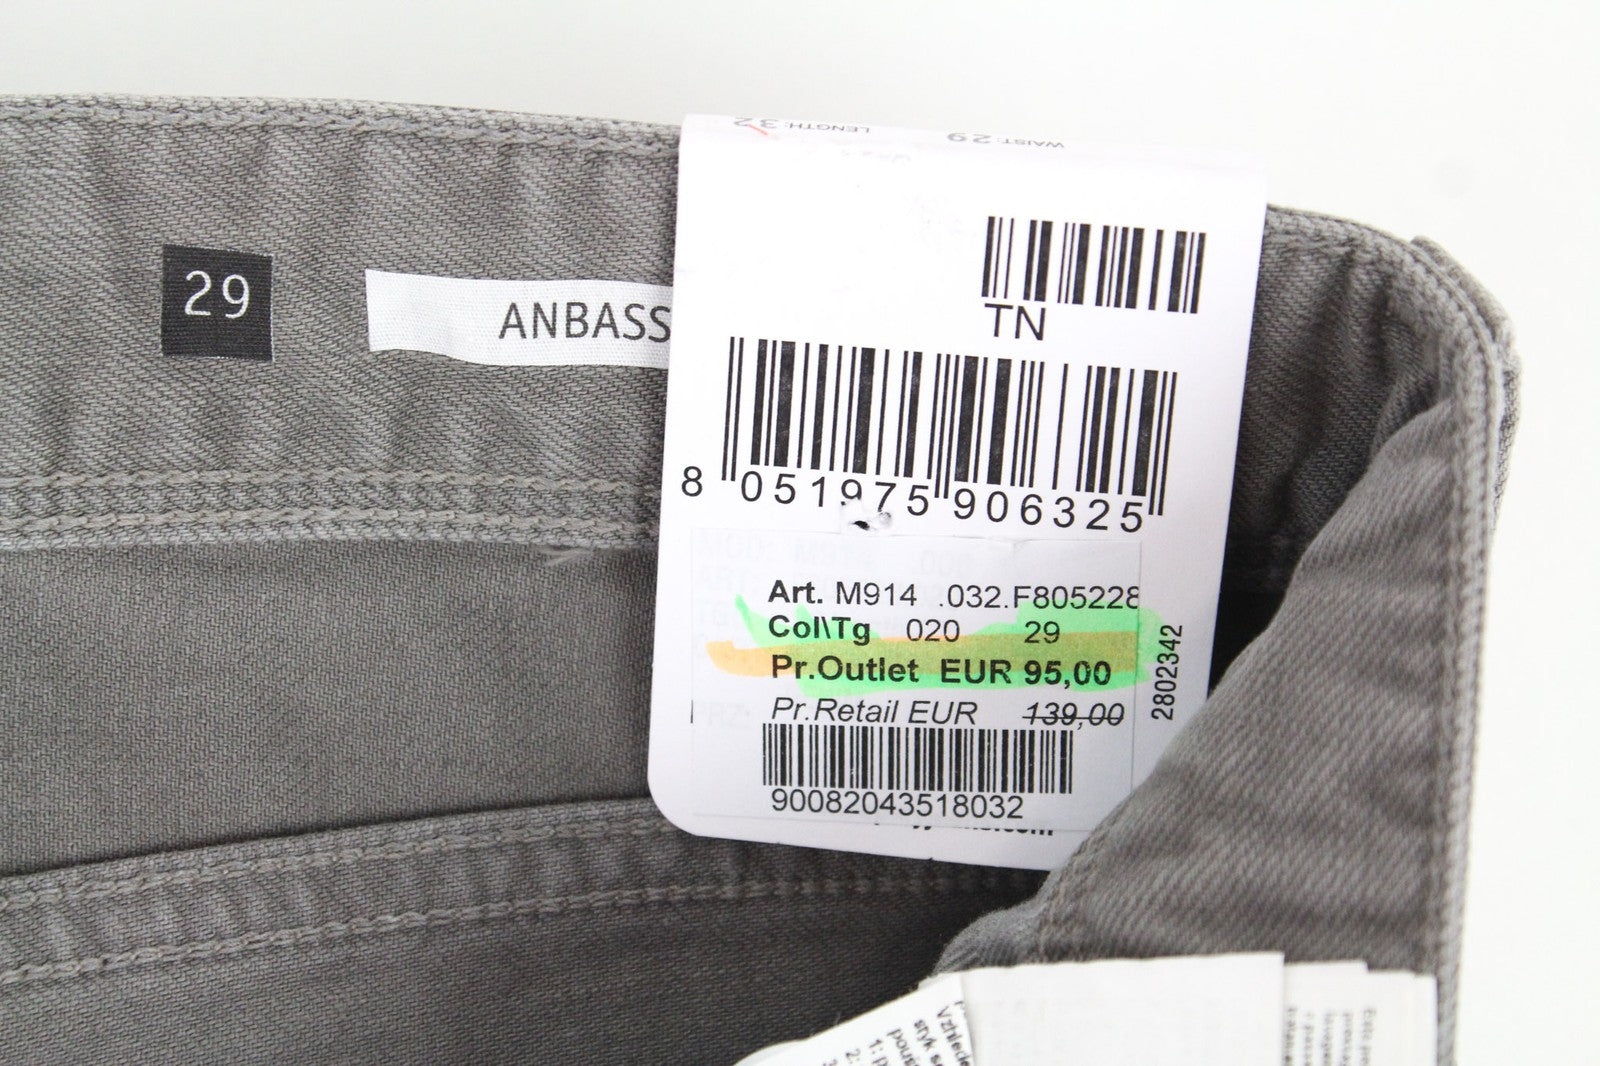 LENGTH: 32 WAIST: 29
29
ANBASS
TN
8 051975 906325
Art. M914 .032.F805228
Col\Tg 020 29
Pr.Outlet EUR 95,00
Pr.Retail EUR 139,00
2802342
90082043518032